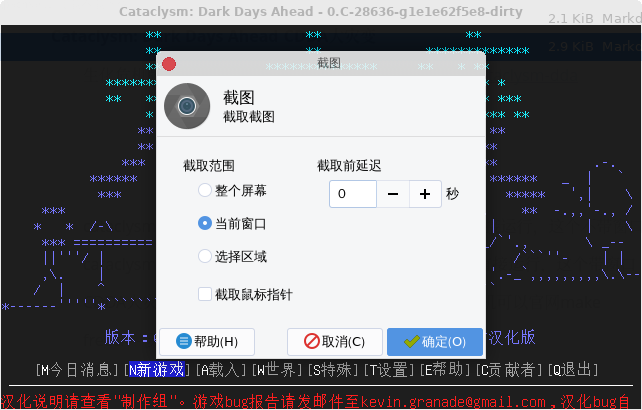 Cataclysm: Dark Days Ahead - 0.C-28636-g1e1e62f5e8-dirty
2.1 KiB Markd
2.9 KiB Markd
截图
截图
截取截图
截取范围
截取前延迟
整个屏幕
0
秒
当前窗口
选择区域
截取鼠标指针
帮助(H)
取消(C)
确定(O)
版本：
汉化版
[M今日消息][N新游戏][A载入][W世界][S特殊][T设置][E帮助][C贡献者][Q退出]
汉化说明请查看"制作组"。游戏bug报告请发邮件至kevin.granade@gmail.com，汉化bug自